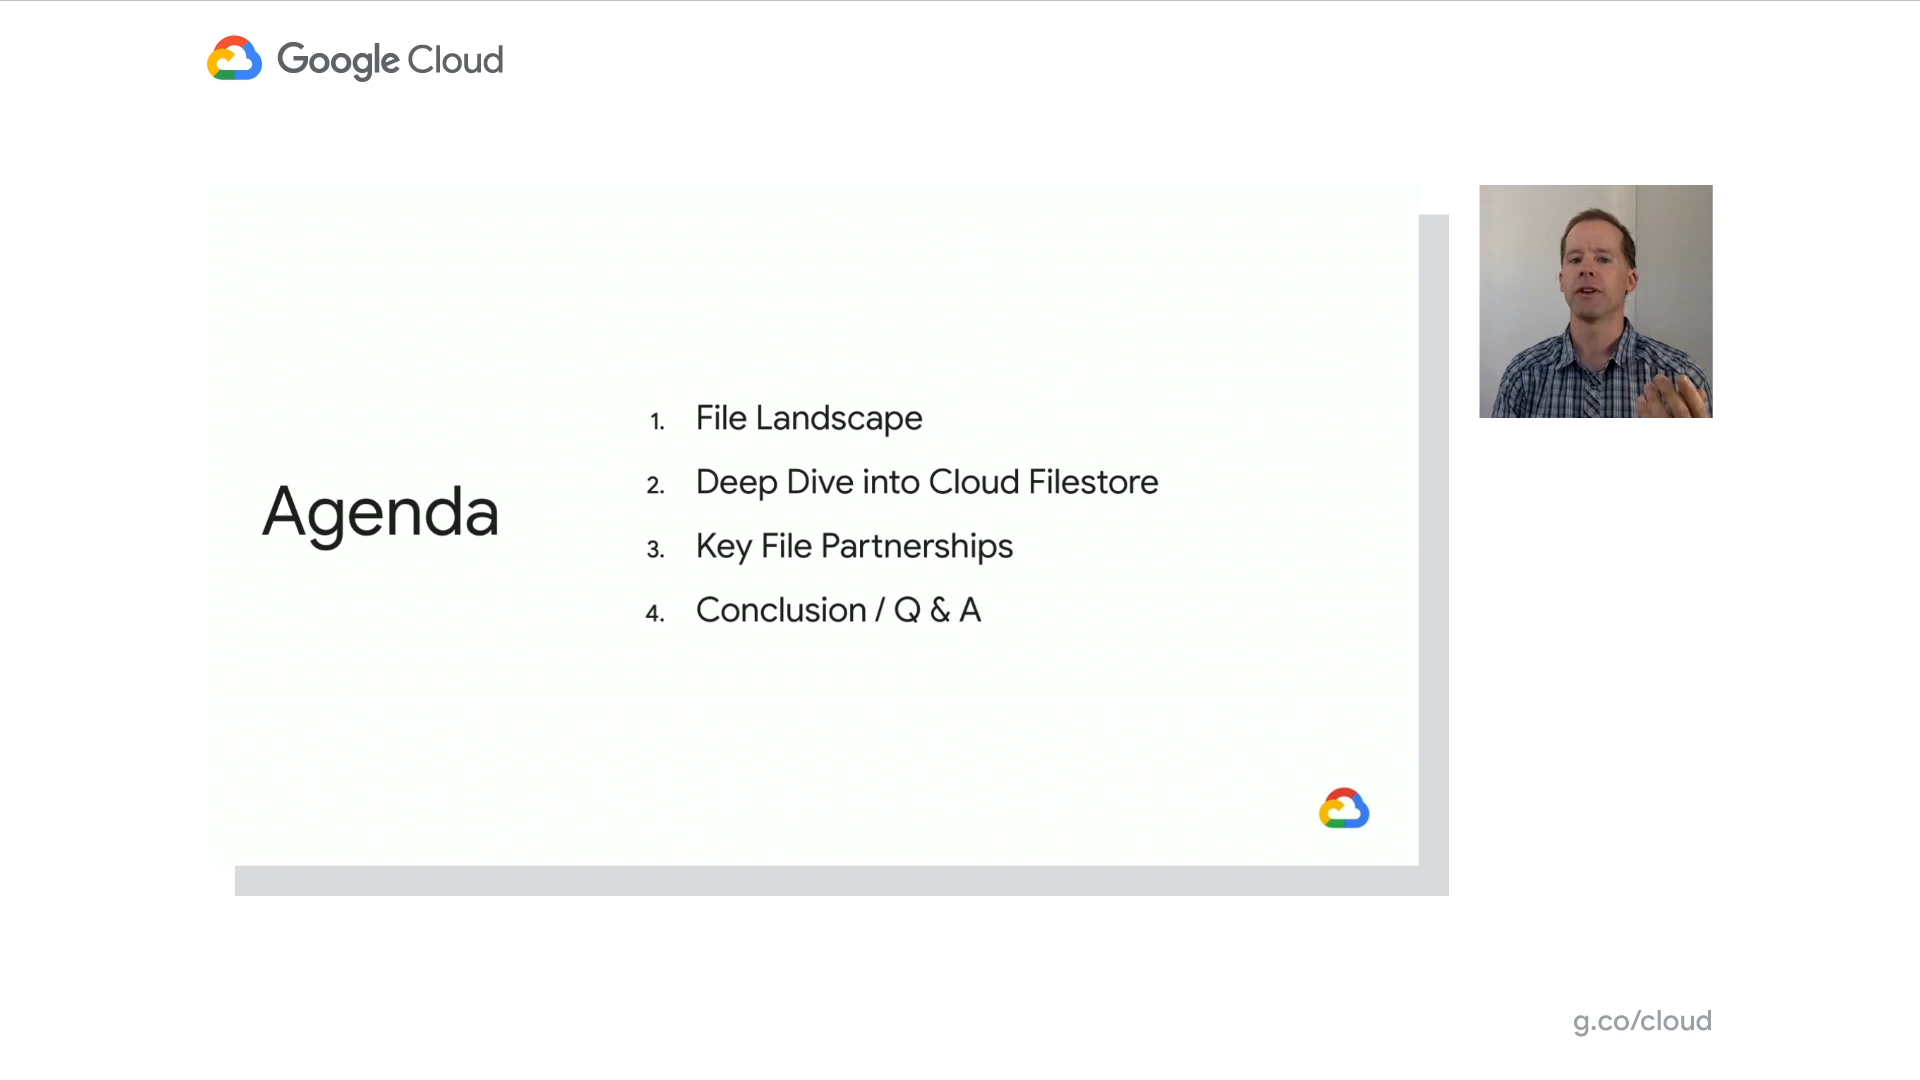 Google Cloud
Agenda
1. File Landscape
2. Deep Dive into Cloud Filestore
3. Key File Partnerships
4. Conclusion / Q & A
g.co/cloud